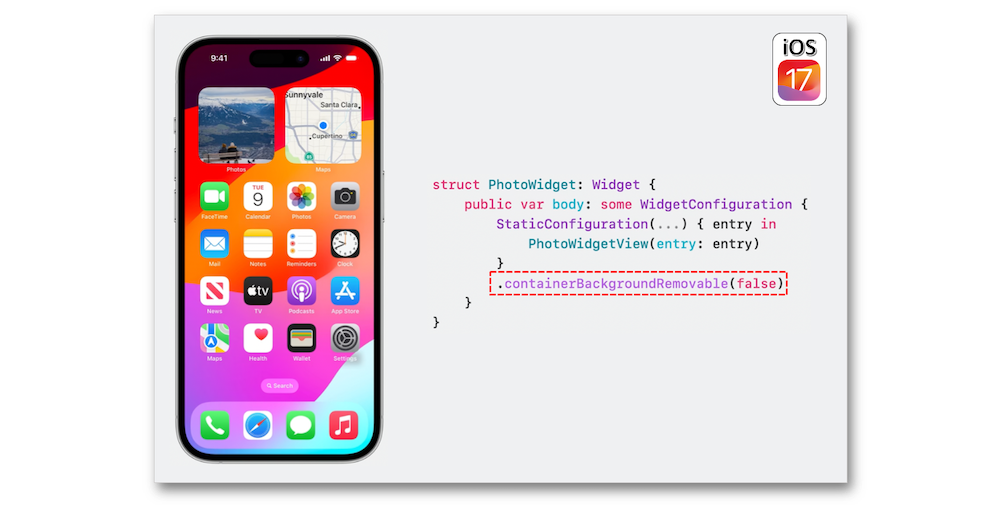 9:41
iOS
17
Sunnyvale
Santa Clara
Cupertino
Photos
Maps
TUE
9
FaceTime
Calendar
Photos
Camera
Mail
Notes
Reminders
Clock
tv
News
TV
Podcasts
App Store
Maps
Health
Wallet
Settings
Search
struct PhotoWidget: Widget {
public var body: some WidgetConfiguration {
StaticConfiguration(...) { entry in
PhotoWidgetView(entry: entry)
}
.containerBackgroundRemovable(false)
}
}